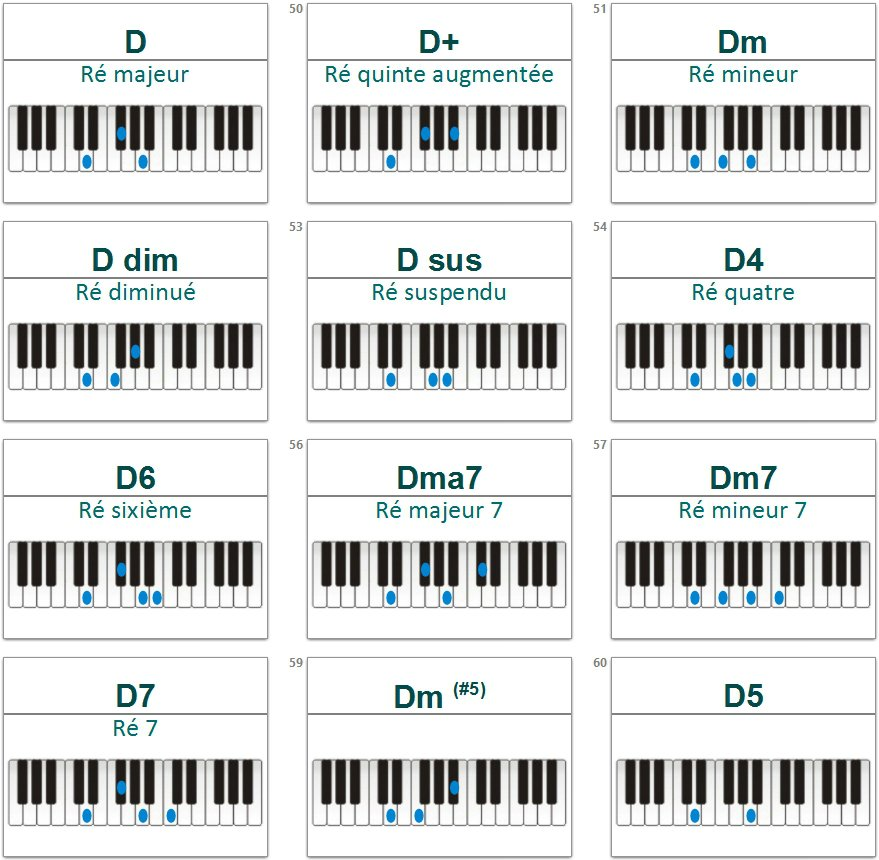 50
51
D
D+
Dm
Ré majeur
Ré quinte augmentée
Ré mineur
53
54
D dim
D sus
D4
Ré diminué
Ré suspendu
Ré quatre
56
57
D6
Dma7
Dm7
Ré sixième
Ré majeur 7
Ré mineur 7
59
60
D7
Dm (#5)
D5
Ré 7